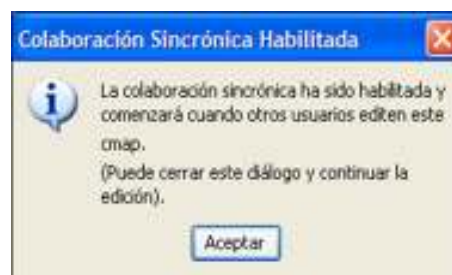 Colaboración Sincrónica Habilitada
La colaboración sincrónica ha sido habilitada y
comenzará cuando otros usuarios editen este
cmap.
(Puede cerrar este diálogo y continuar la
edición).
Aceptar